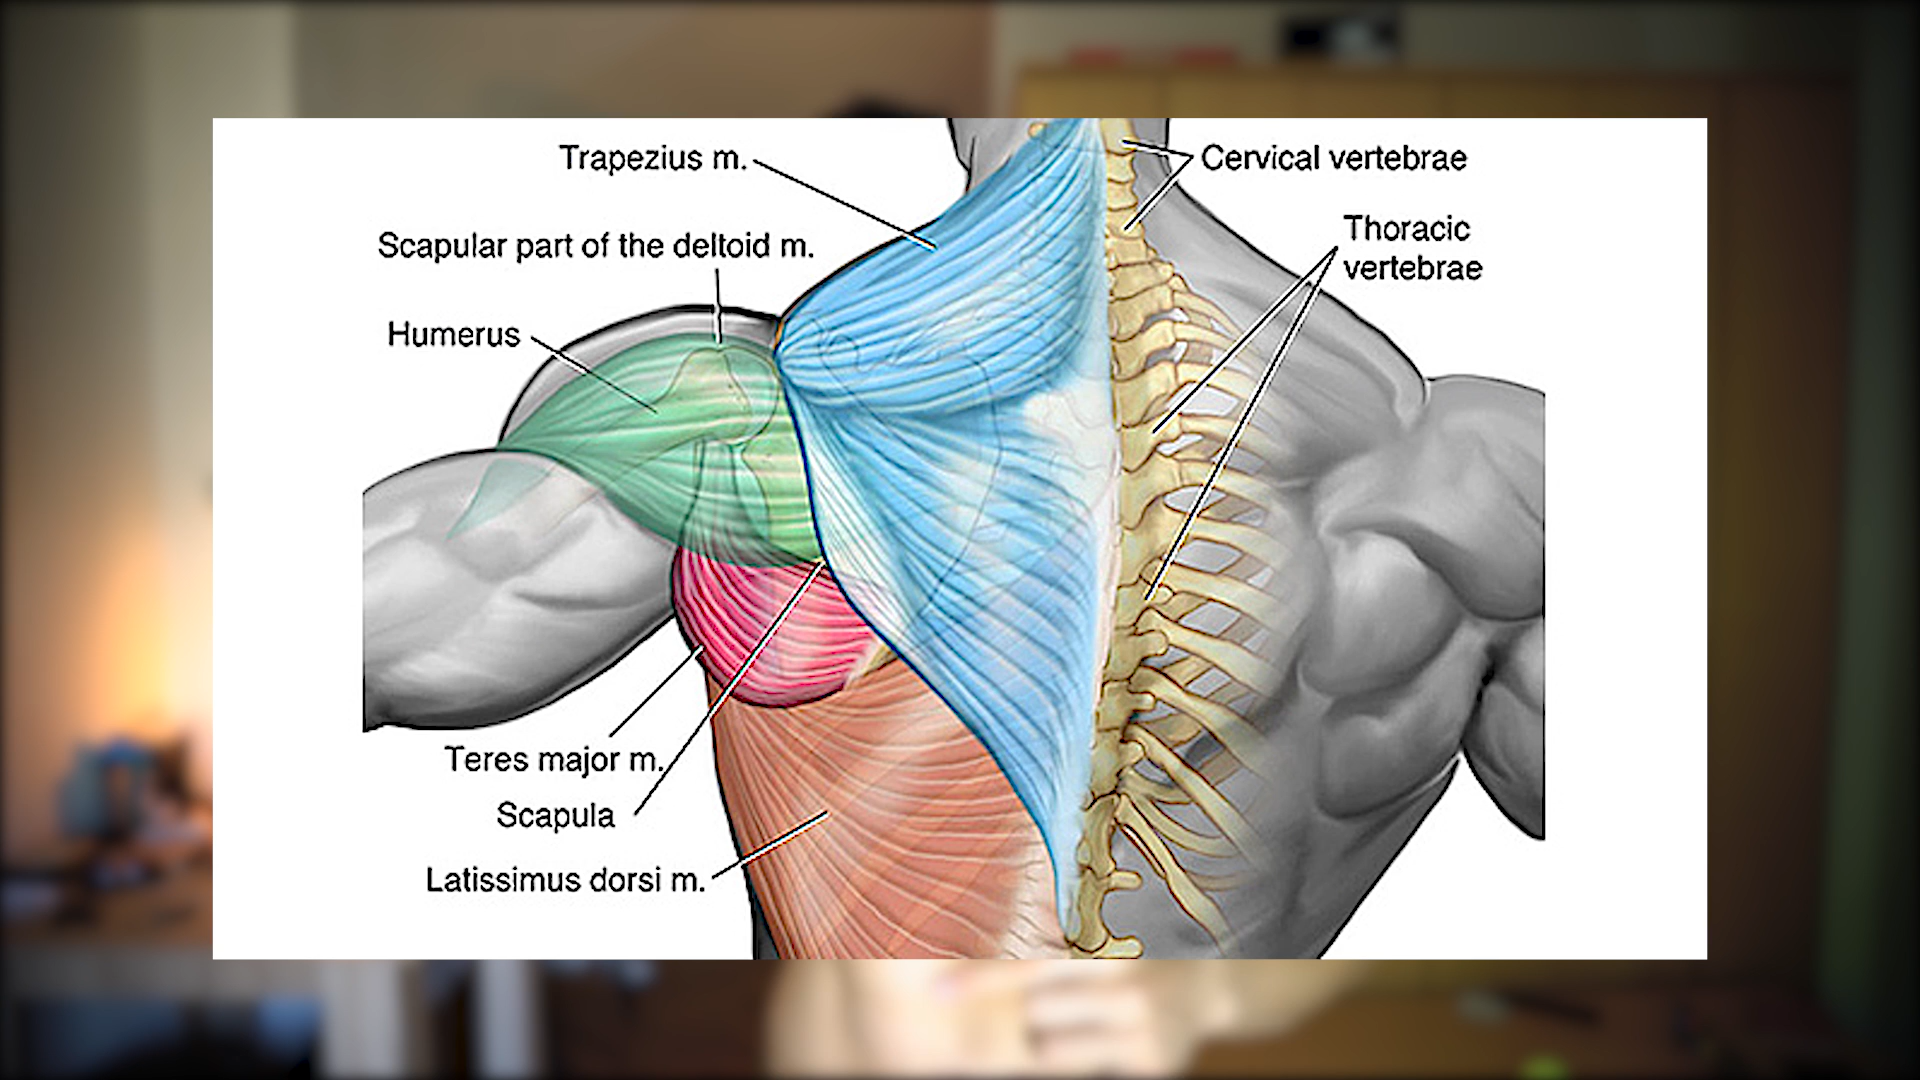 Trapezius m.
Cervical vertebrae
Scapular part of the deltoid m.
Thoracic
vertebrae
Humerus
Teres major m.
Scapula
Latissimus dorsi m.